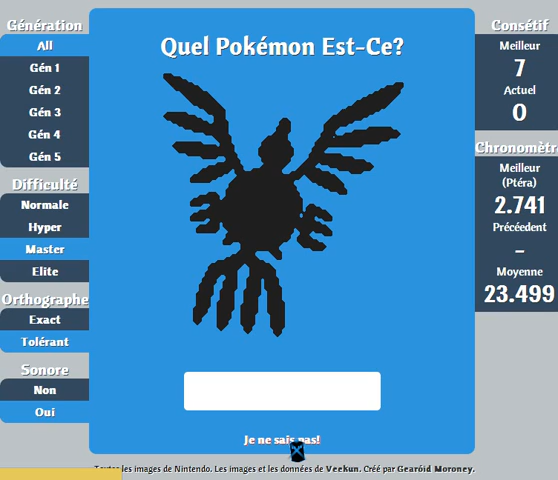 Génération
All
Gén 1
Gén 2
Gén 3
Gén 4
Gén 5
Difficulté
Normale
Hyper
Master
Elite
Orthographe
Exact
Tolérant
Sonore
Non
Oui
Quel Pokémon Est-Ce?
Je ne sais pas!
Consétif
Meilleur
7
Actuel
0
Chronomètr
Meilleur
(Ptéra)
2.741
Précédent
–
Moyenne
23.499
Toutes les images de Nintendo. Les images et les données de Veekun. Créé par Gearóid Moroney.